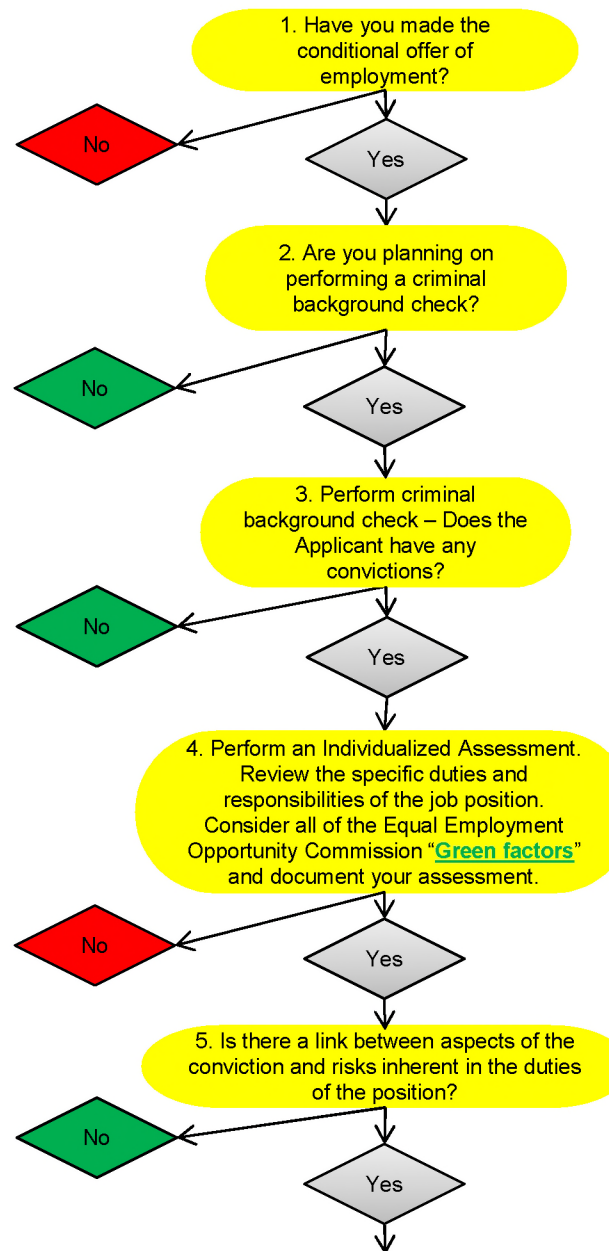 1. Have you made the
conditional offer of
employment?
No
Yes
2. Are you planning on
performing a criminal
background check?
No
Yes
3. Perform criminal
background check – Does the
Applicant have any
convictions?
No
Yes
4. Perform an Individualized Assessment.
Review the specific duties and
responsibilities of the job position.
Consider all of the Equal Employment
Opportunity Commission “Green factors”
and document your assessment.
No
Yes
5. Is there a link between aspects of the
conviction and risks inherent in the duties
of the position?
No
Yes